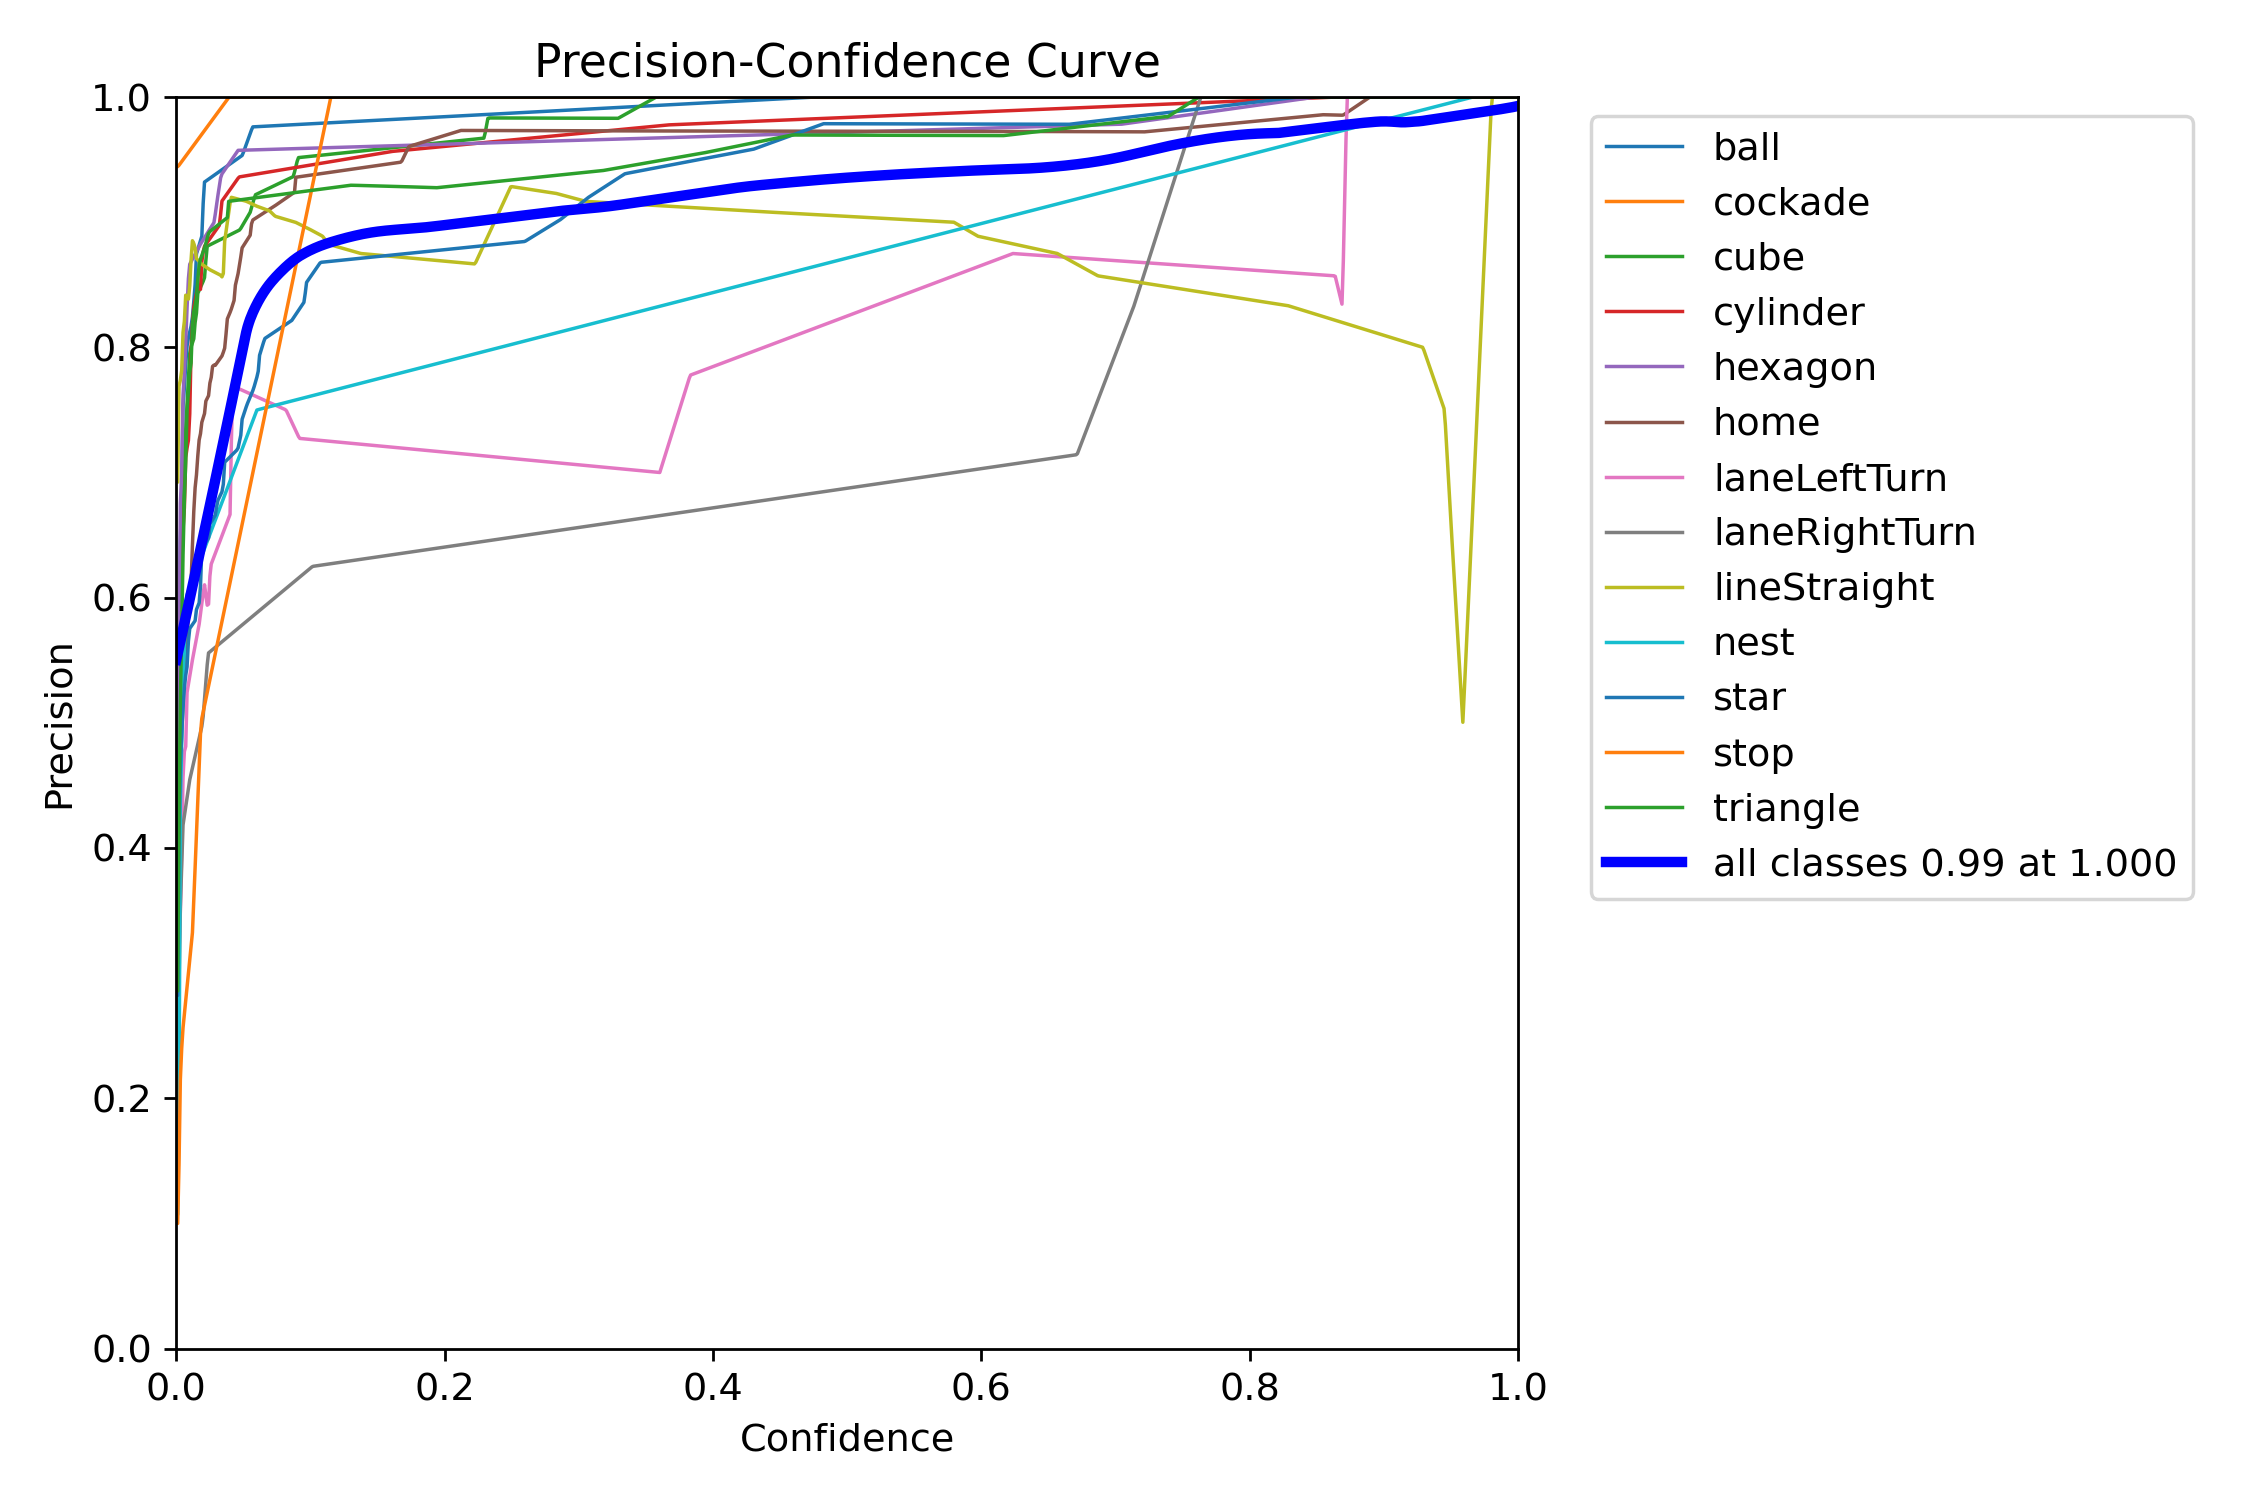 Precision-Confidence Curve
1.0
0.8
0.6
0.4
0.2
0.0
Precision
0.0 0.2 0.4 0.6 0.8 1.0
Confidence
ball
cockade
cube
cylinder
hexagon
home
laneLeftTurn
laneRightTurn
lineStraight
nest
star
stop
triangle
all classes 0.99 at 1.000